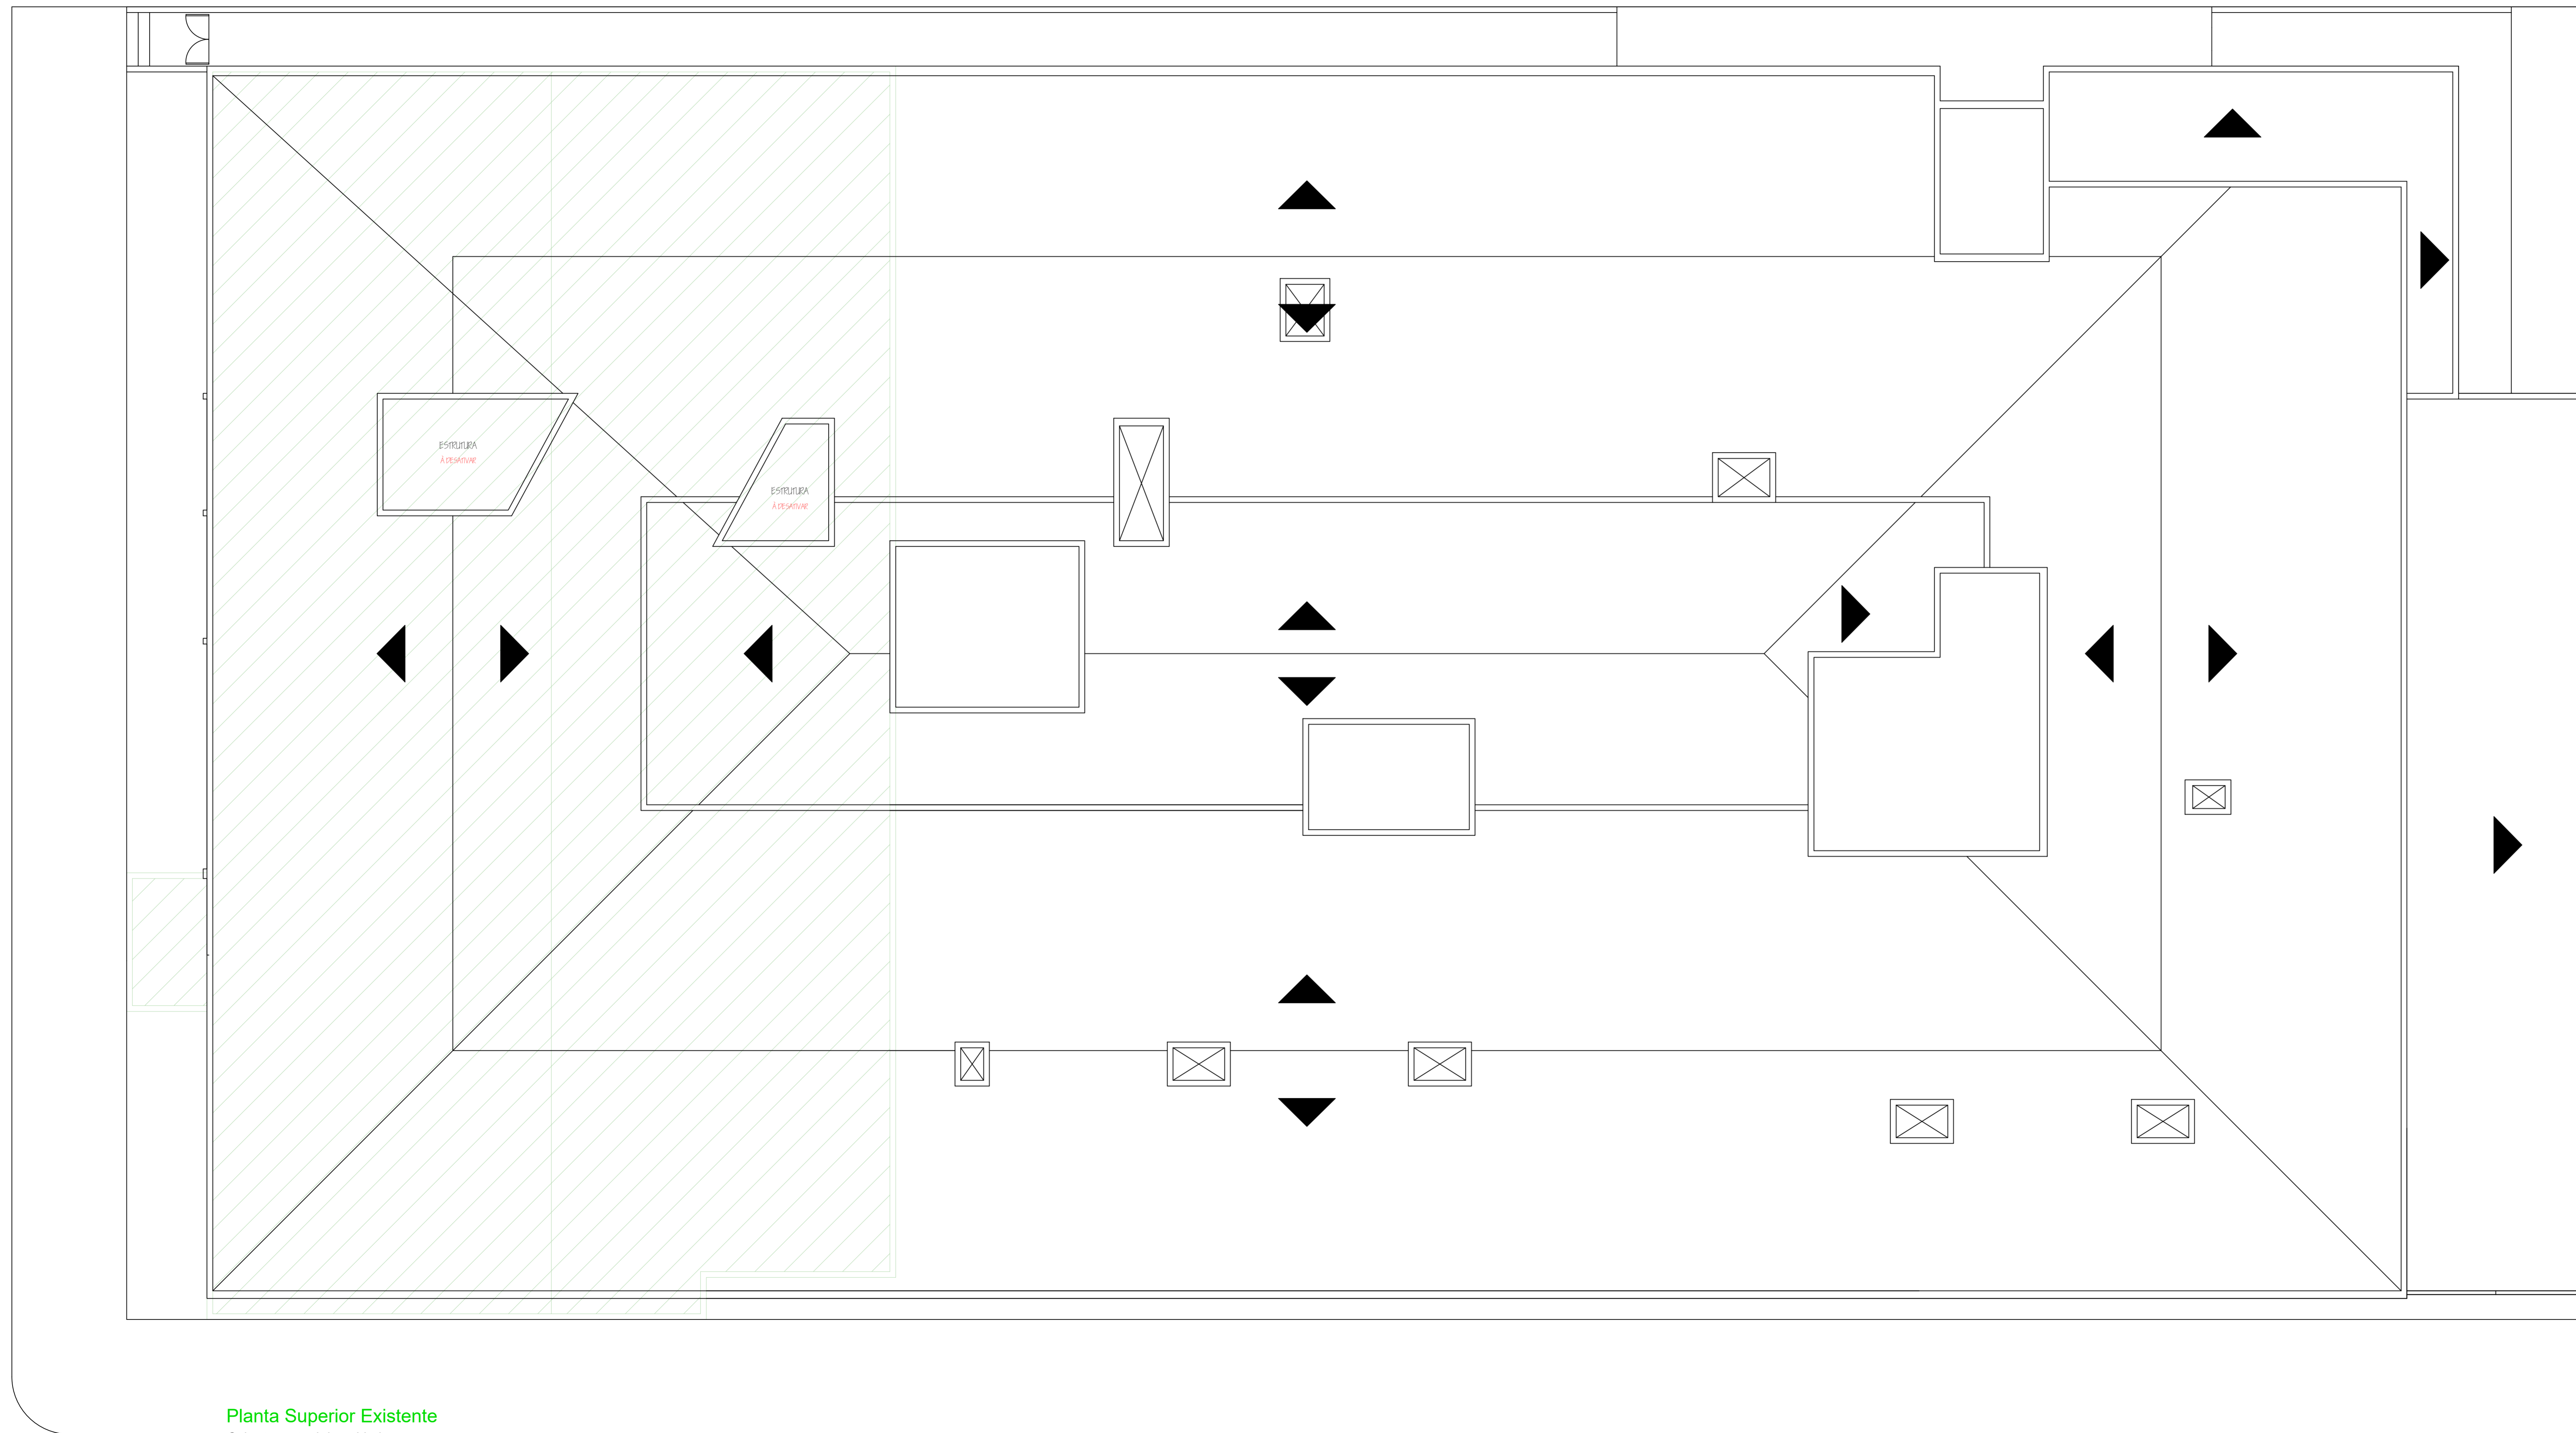 ESTRUTURA
À DESATIVAR
ESTRUTURA
À DESATIVAR
Planta Superior Existente